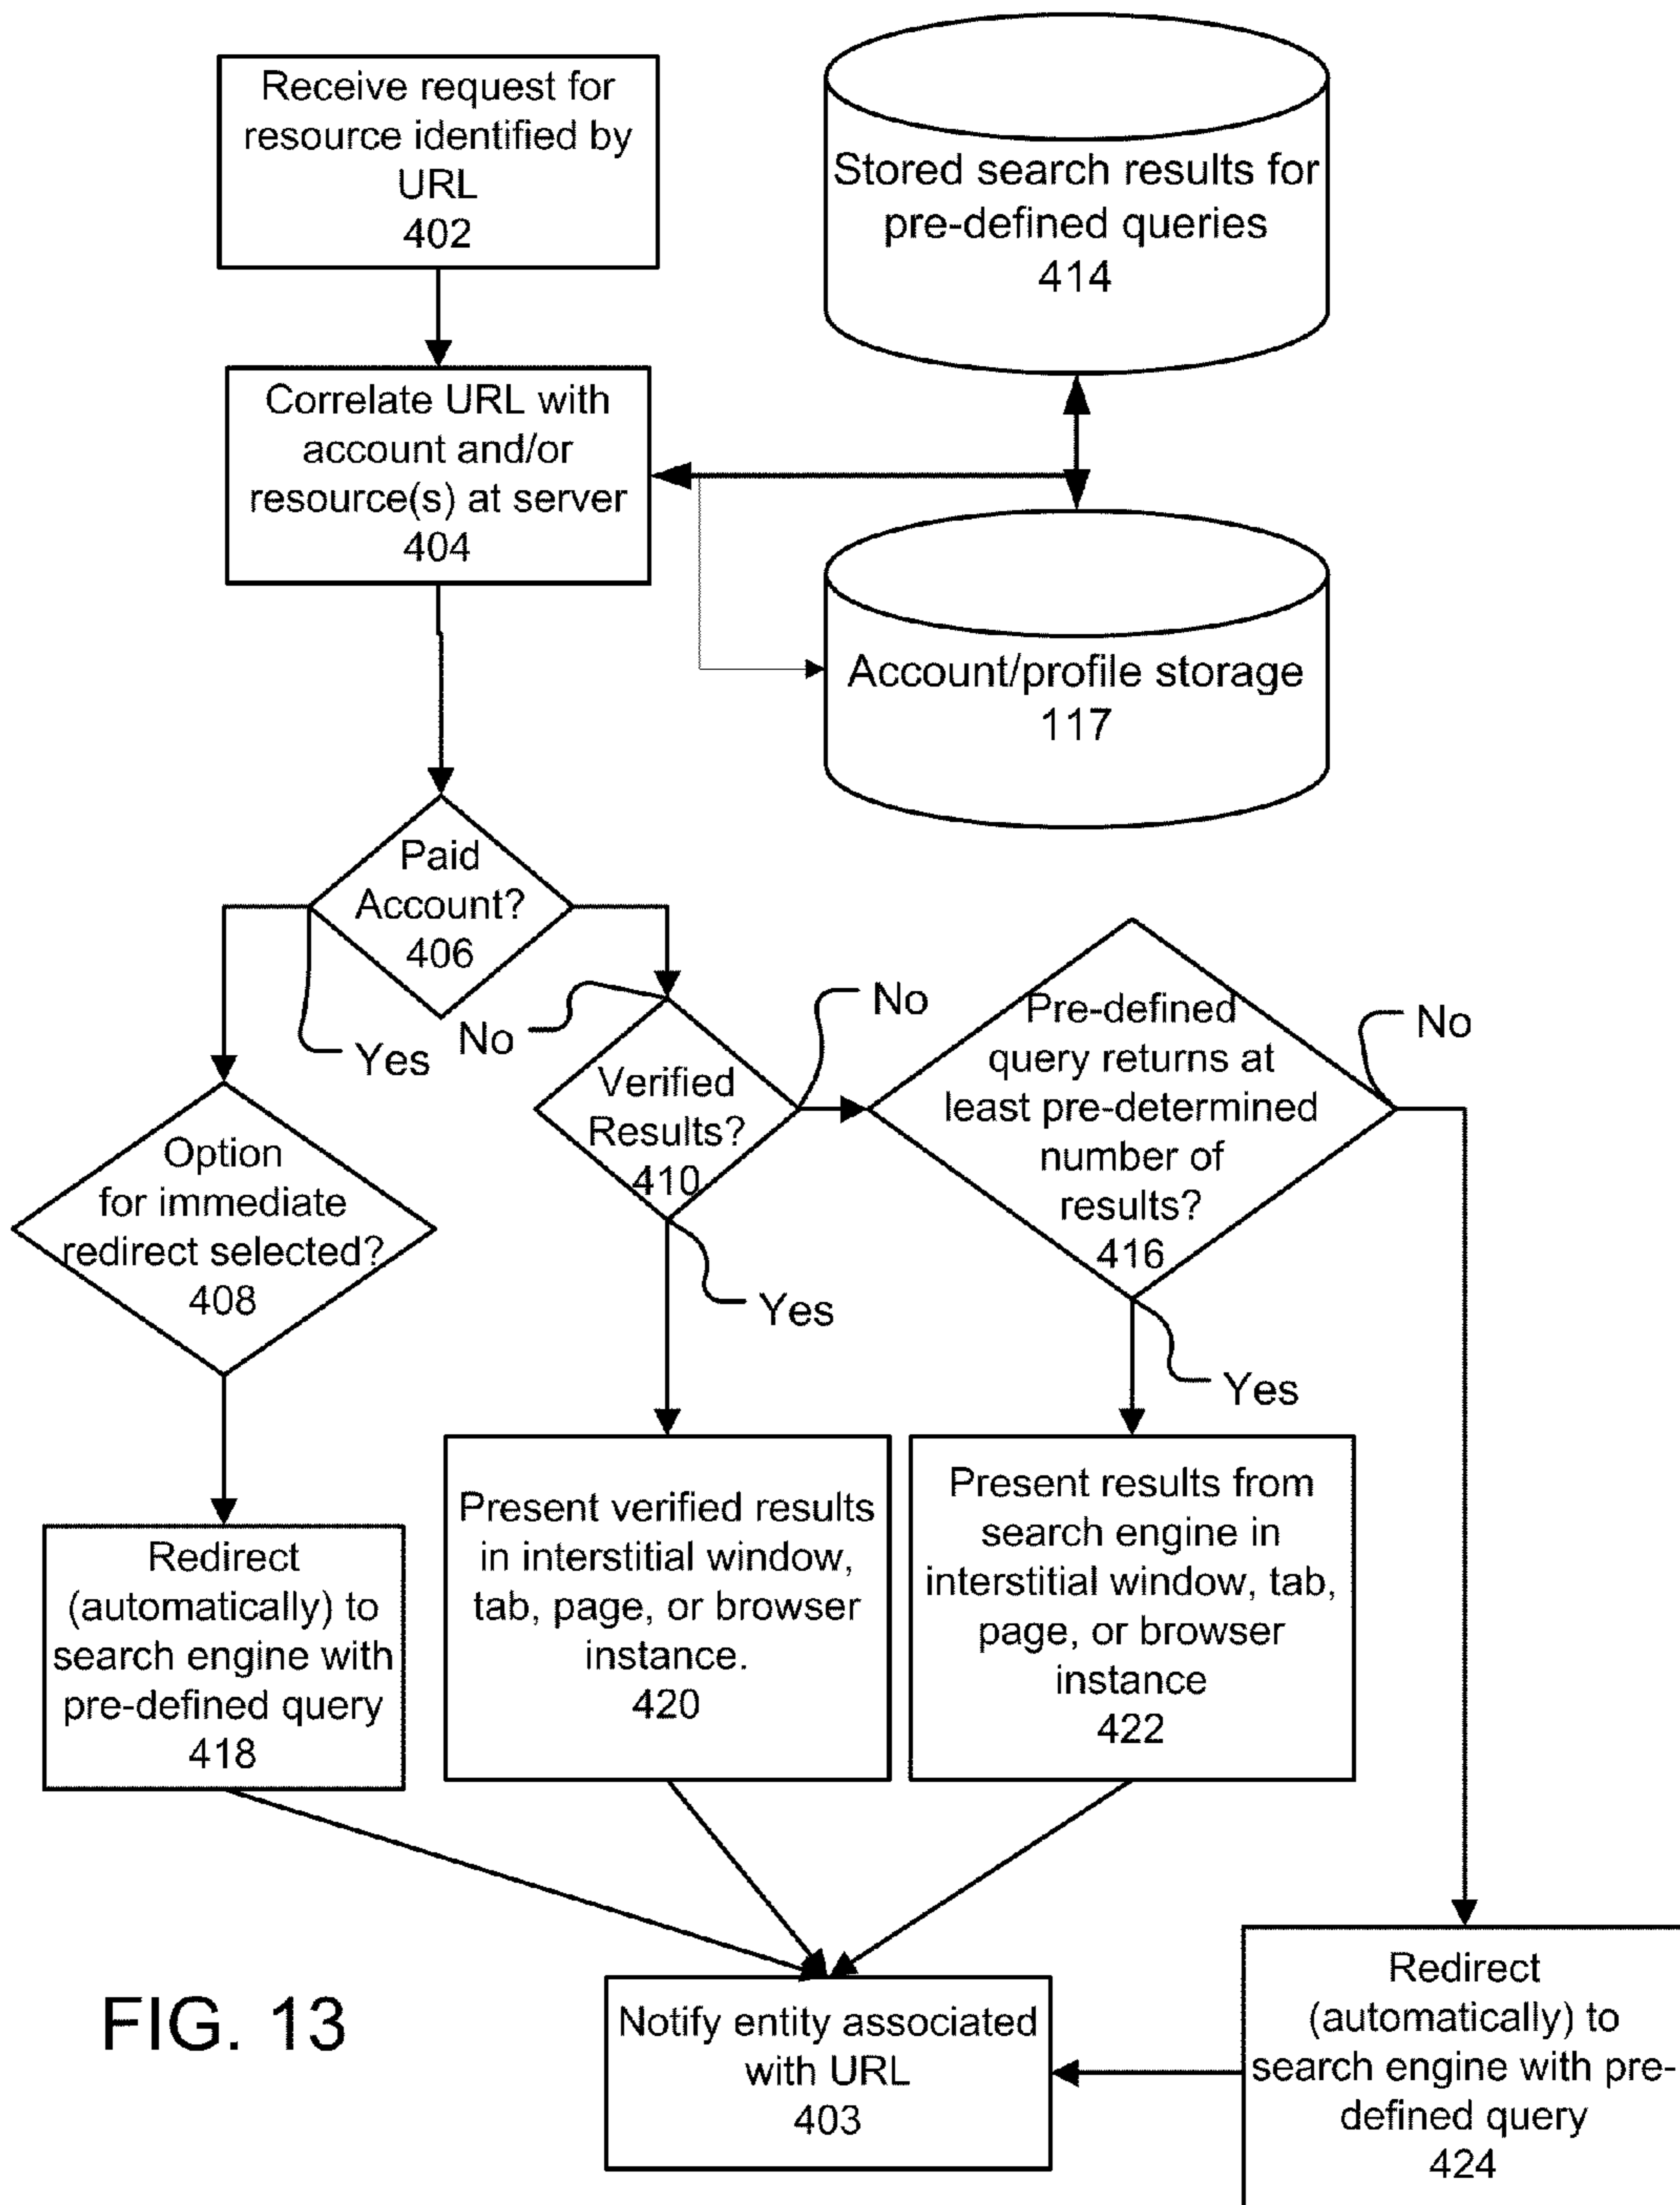 Receive request for
resource identified by
URL
402
Stored search results for
pre-defined queries
414
Correlate URL with
account and/or
resource(s) at server
404
Account/profile storage
117
Paid
Account?
406
Yes
No
No
No
Option
for immediate
redirect selected?
408
Verified
Results?
410
Yes
Pre-defined
query returns at
least pre-determined
number of
results?
416
Yes
Redirect
(automatically) to
search engine with
pre-defined query
418
Present verified results
in interstitial window,
tab, page, or browser
instance.
420
Present results from
search engine in
interstitial window, tab,
page, or browser
instance
422
FIG. 13
Notify entity associated
with URL
403
Redirect
(automatically) to
search engine with pre-
defined query
424